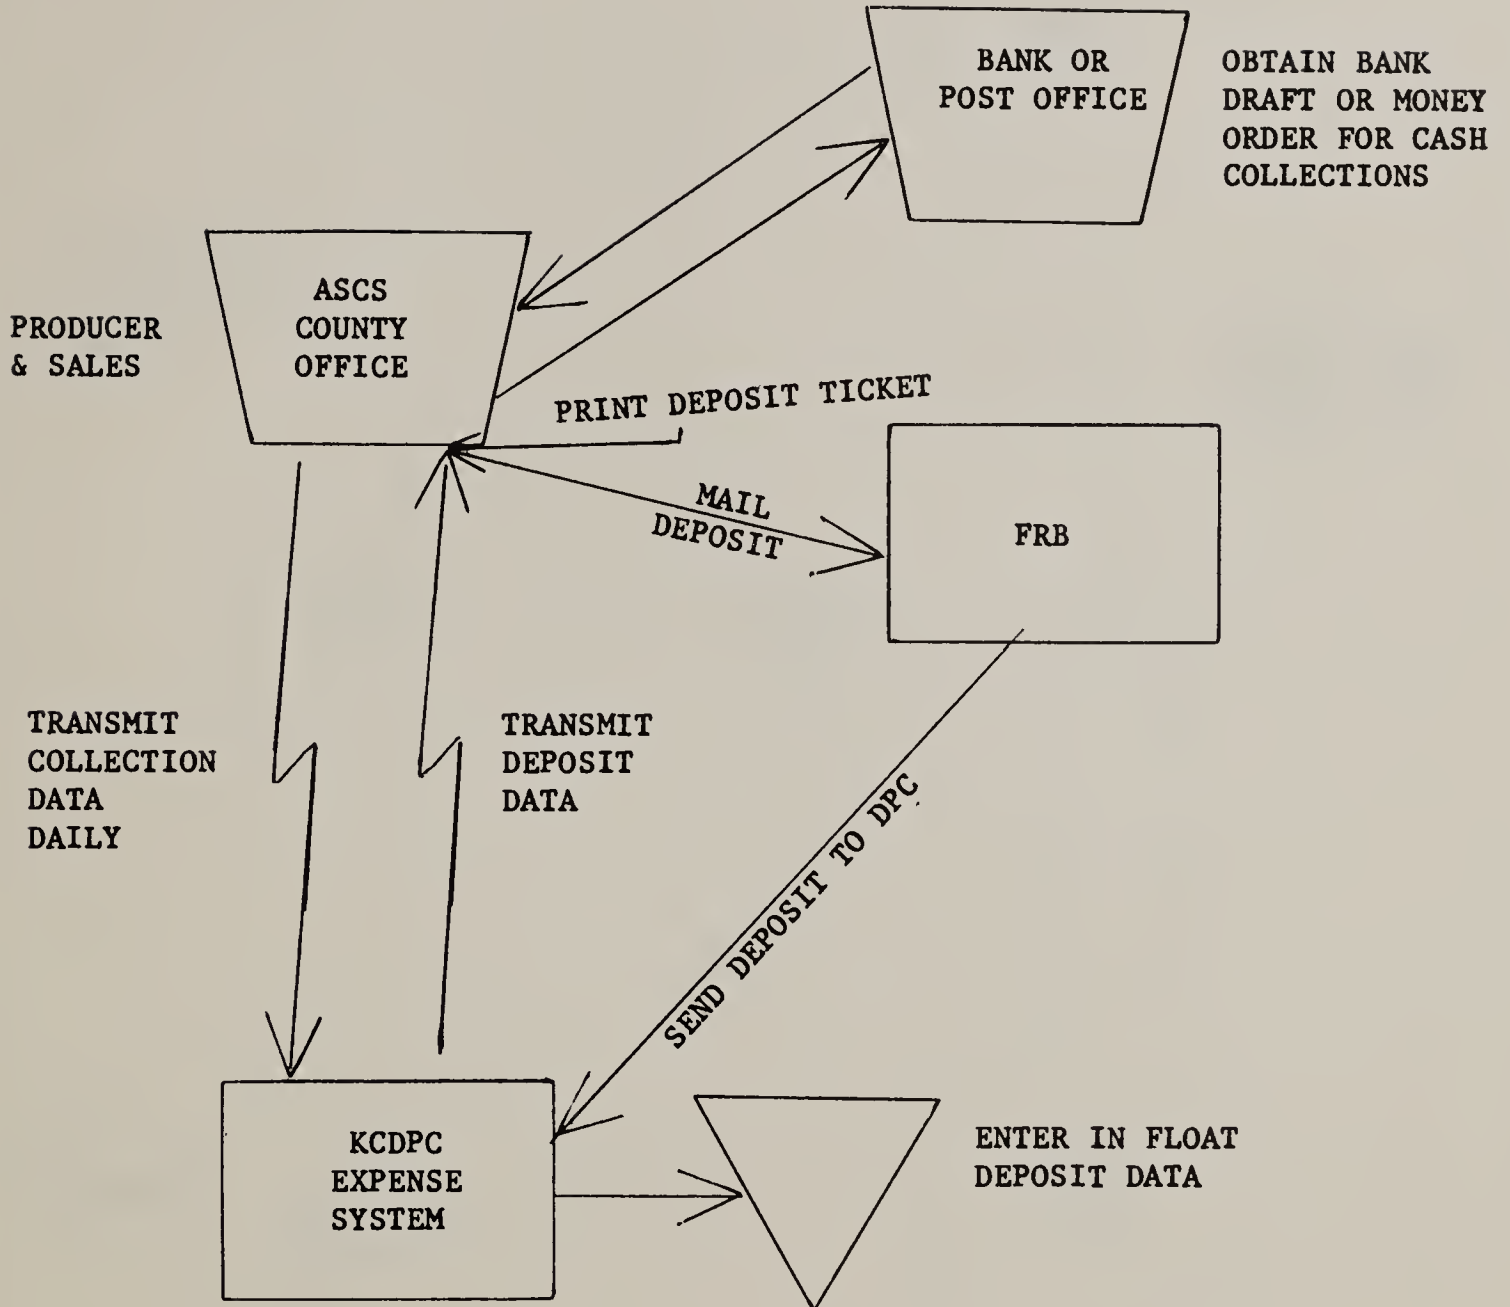 BANK OR
POST OFFICE
OBTAIN BANK
DRAFT OR MONEY
ORDER FOR CASH
COLLECTIONS
PRODUCER
& SALES
ASCS
COUNTY
OFFICE
PRINT DEPOSIT TICKET
MAIL
DEPOSIT
FRB
TRANSMIT
COLLECTION
DATA
DAILY
TRANSMIT
DEPOSIT
DATA
SEND DEPOSIT TO DPC
KCDPC
EXPENSE
SYSTEM
ENTER IN FLOAT
DEPOSIT DATA